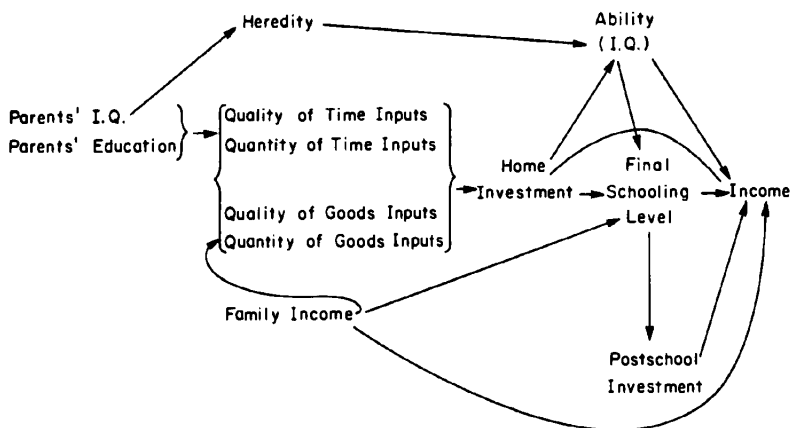 Heredity
Ability
(I.Q.)
Parents' I.Q.
Parents' Education
Quality of Time Inputs
Quantity of Time Inputs
Quality of Goods Inputs
Quantity of Goods Inputs
Home
Investment
Final
Schooling
Level
Income
Family Income
Postschool
Investment